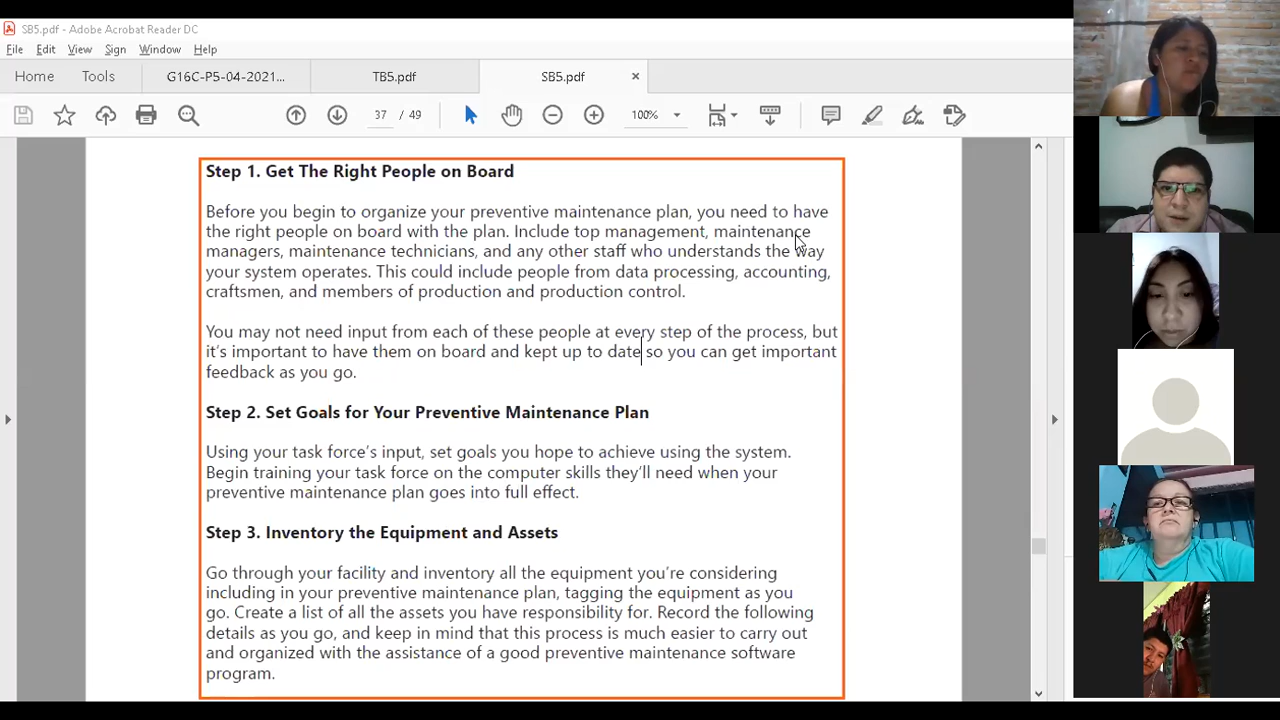 SB5.pdf - Adobe Acrobat Reader DC
File Edit View Sign Window Help
Home Tools G16C-P5-04-2021... TB5.pdf SB5.pdf ×
37 / 49 100%
Step 1. Get The Right People on Board
Before you begin to organize your preventive maintenance plan, you need to have
the right people on board with the plan. Include top management, maintenance
managers, maintenance technicians, and any other staff who understands the way
your system operates. This could include people from data processing, accounting,
craftsmen, and members of production and production control.
You may not need input from each of these people at every step of the process, but
it's important to have them on board and kept up to date so you can get important
feedback as you go.
Step 2. Set Goals for Your Preventive Maintenance Plan
Using your task force's input, set goals you hope to achieve using the system.
Begin training your task force on the computer skills they'll need when your
preventive maintenance plan goes into full effect.
Step 3. Inventory the Equipment and Assets
Go through your facility and inventory all the equipment you're considering
including in your preventive maintenance plan, tagging the equipment as you
go. Create a list of all the assets you have responsibility for. Record the following
details as you go, and keep in mind that this process is much easier to carry out
and organized with the assistance of a good preventive maintenance software
program.